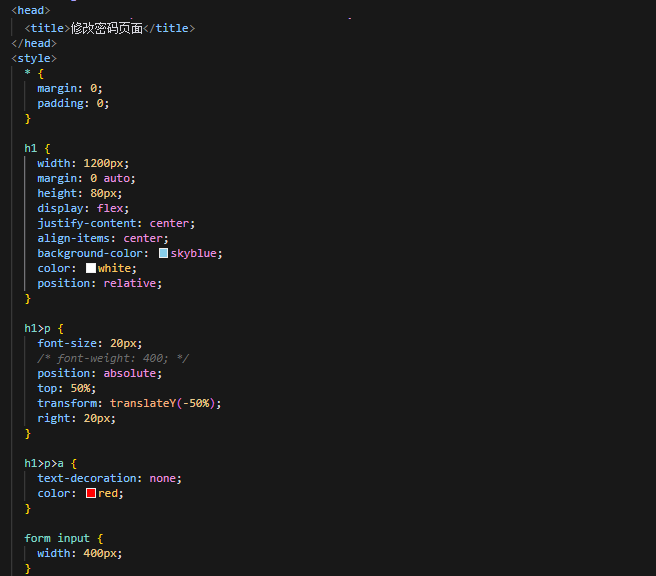 <head>
<title>修改密码页面</title>
</head>
<style>
* {
margin: 0;
padding: 0;
}
h1 {
width: 1200px;
margin: 0 auto;
height: 80px;
display: flex;
justify-content: center;
align-items: center;
background-color: skyblue;
color: white;
position: relative;
}
h1>p {
font-size: 20px;
/* font-weight: 400; */
position: absolute;
top: 50%;
transform: translateY(-50%);
right: 20px;
}
h1>p>a {
text-decoration: none;
color: red;
}
form input {
width: 400px;
}